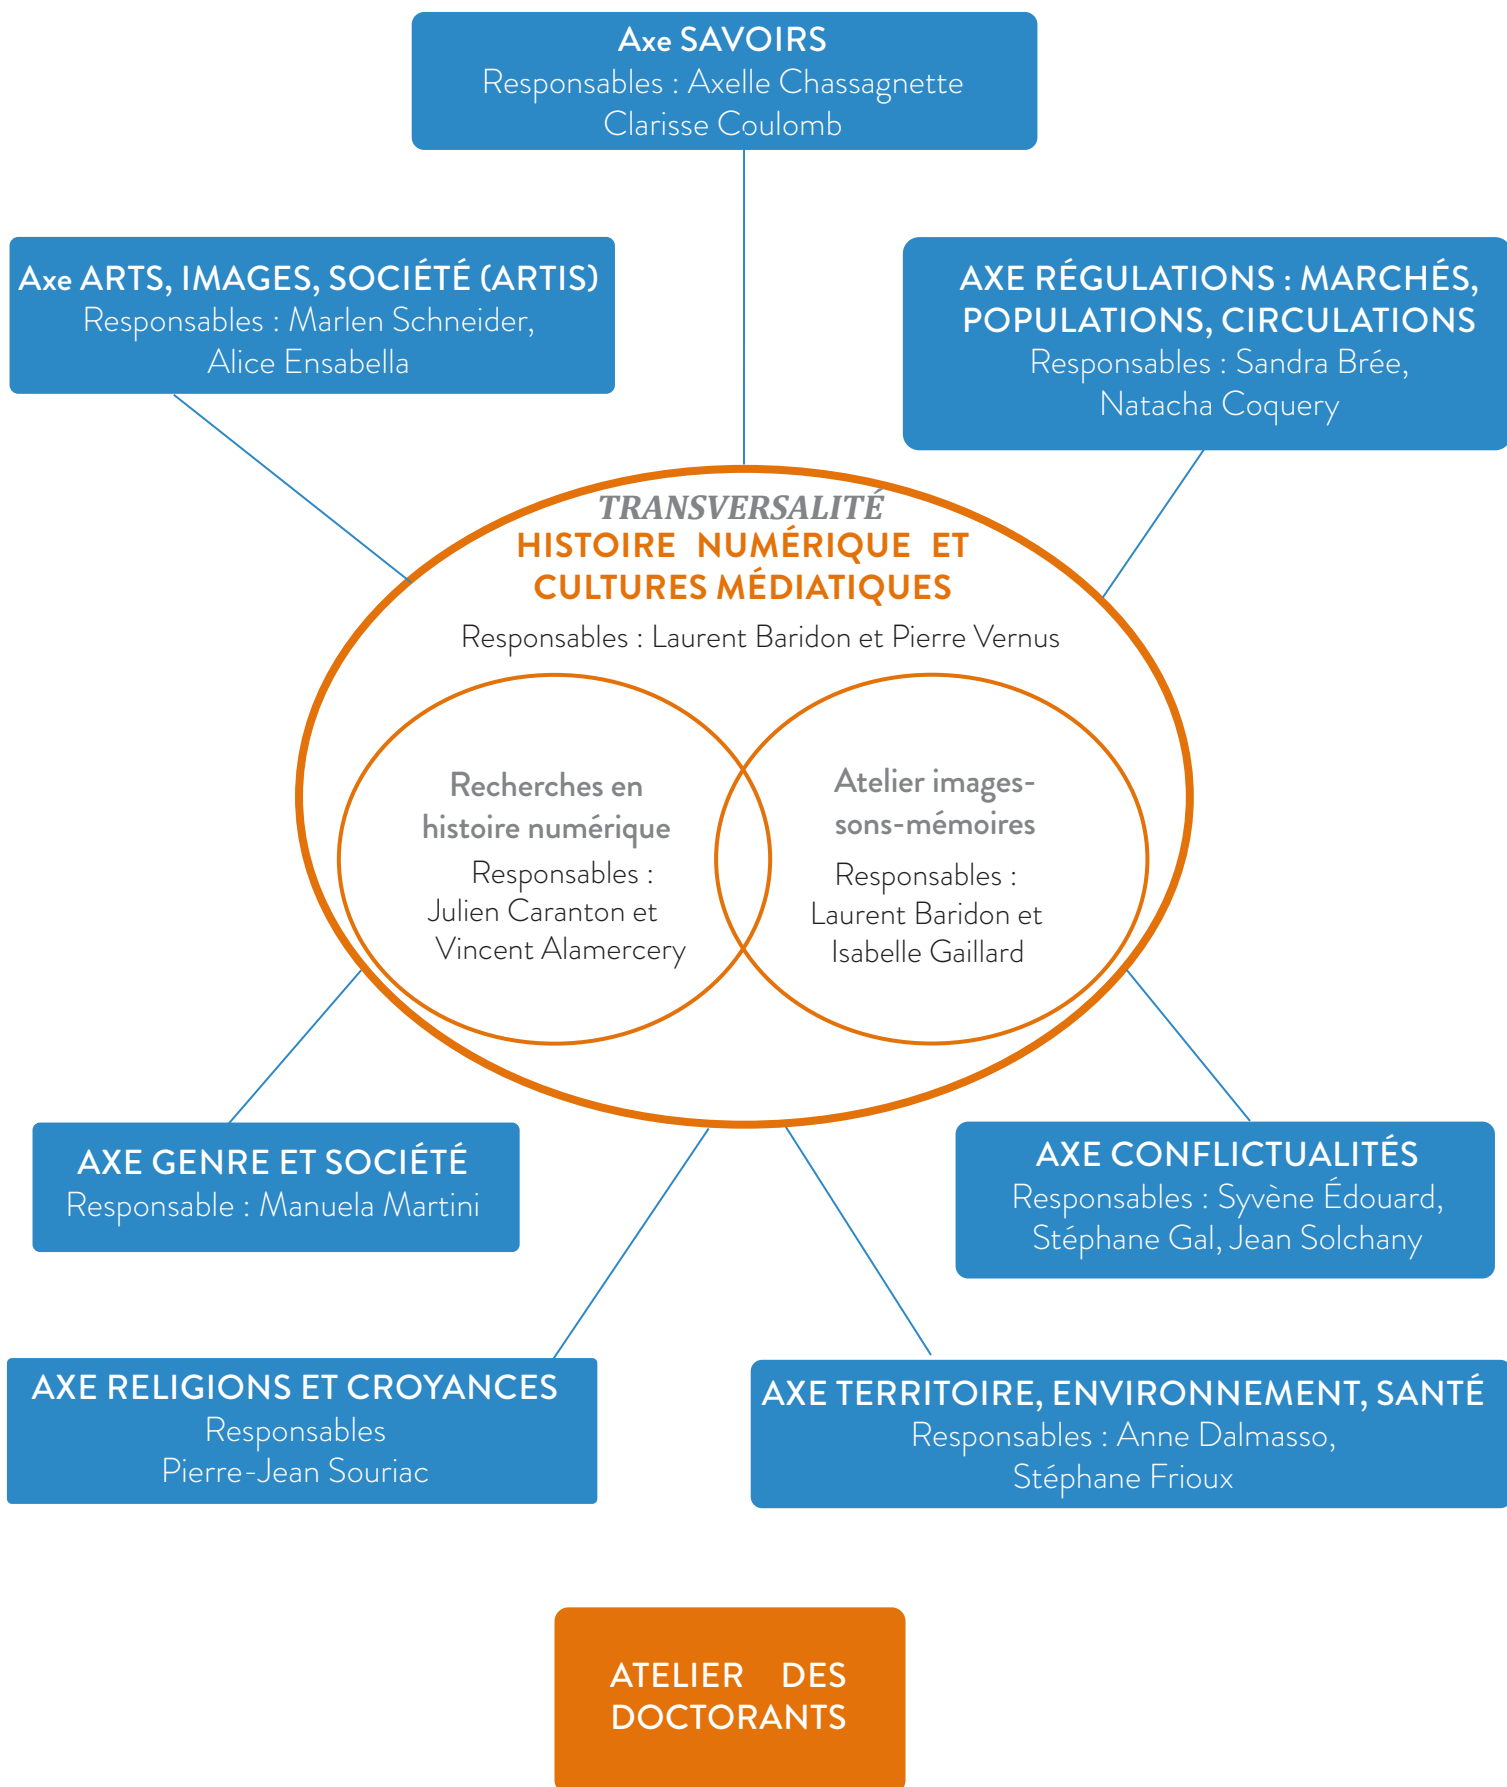 Axe SAVOIRS
Responsables : Axelle Chassagnette
Clarisse Coulomb
Axe ARTS, IMAGES, SOCIÉTÉ (ARTIS)
Responsables : Marlen Schneider,
Alice Ensabella
AXE RÉGULATIONS : MARCHÉS,
POPULATIONS, CIRCULATIONS
Responsables : Sandra Brée,
Natacha Coquery
TRANSVERSALITÉ
HISTOIRE NUMÉRIQUE ET
CULTURES MÉDIATIQUES
Responsables : Laurent Baridon et Pierre Vernus
Recherches en
histoire numérique
Responsables :
Julien Caranton et
Vincent Alamercery
Atelier images-
sons-mémoires
Responsables :
Laurent Baridon et
Isabelle Gaillard
AXE GENRE ET SOCIÉTÉ
Responsable : Manuela Martini
AXE CONFLICTUALITÉS
Responsables : Syvène Édouard,
Stéphane Gal, Jean Solchany
AXE RELIGIONS ET CROYANCES
Responsables
Pierre-Jean Souriac
AXE TERRITOIRE, ENVIRONNEMENT, SANTÉ
Responsables : Anne Dalmasso,
Stéphane Frioux
ATELIER DES
DOCTORANTS